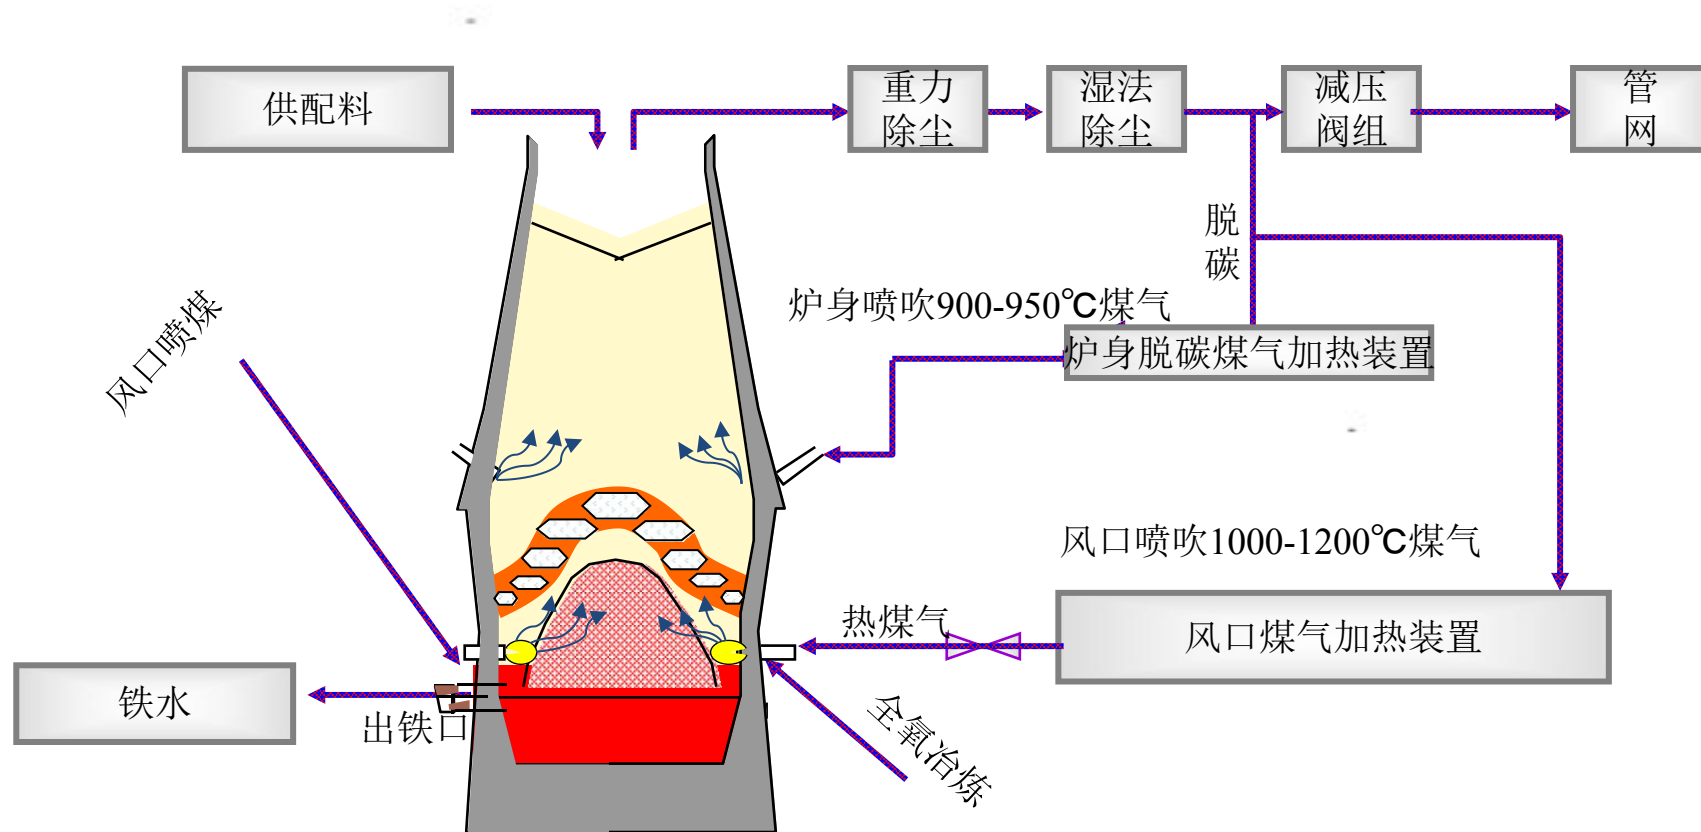 供配料
重力
除尘
湿法
除尘
减压
阀组
管
网
脱
碳
炉身喷吹900-950℃煤气
炉身脱碳煤气加热装置
风口喷煤
风口喷吹1000-1200℃煤气
热煤气
风口煤气加热装置
铁水
出铁口
全氧冶炼